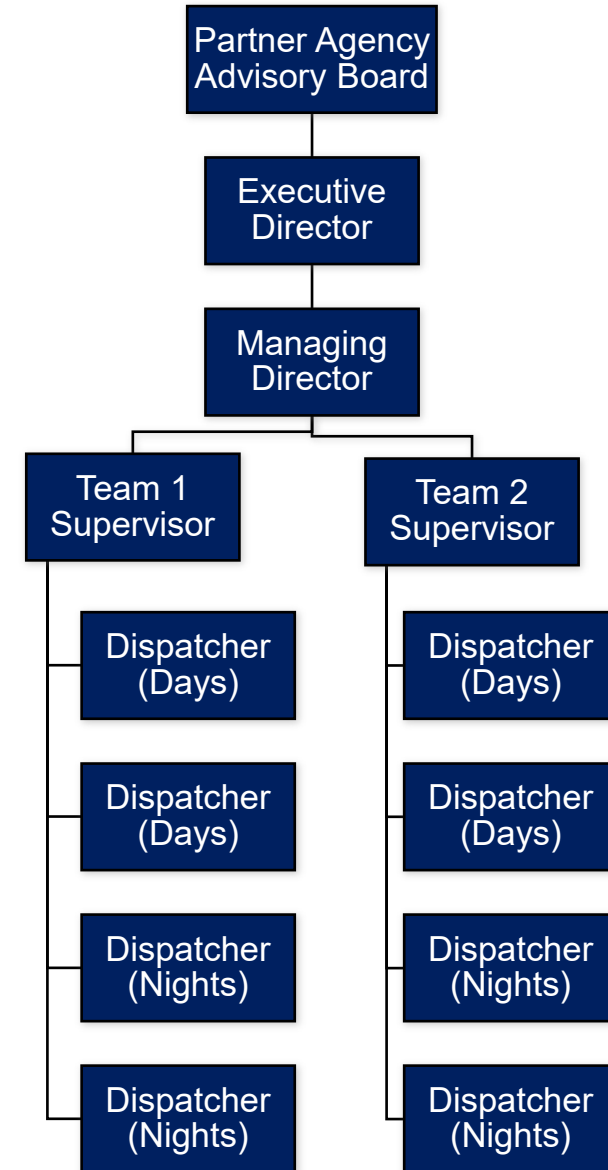 Partner Agency
Advisory Board
Executive
Director
Managing
Director
Team 1
Supervisor
Team 2
Supervisor
Dispatcher
(Days)
Dispatcher
(Days)
Dispatcher
(Nights)
Dispatcher
(Nights)
Dispatcher
(Days)
Dispatcher
(Days)
Dispatcher
(Nights)
Dispatcher
(Nights)